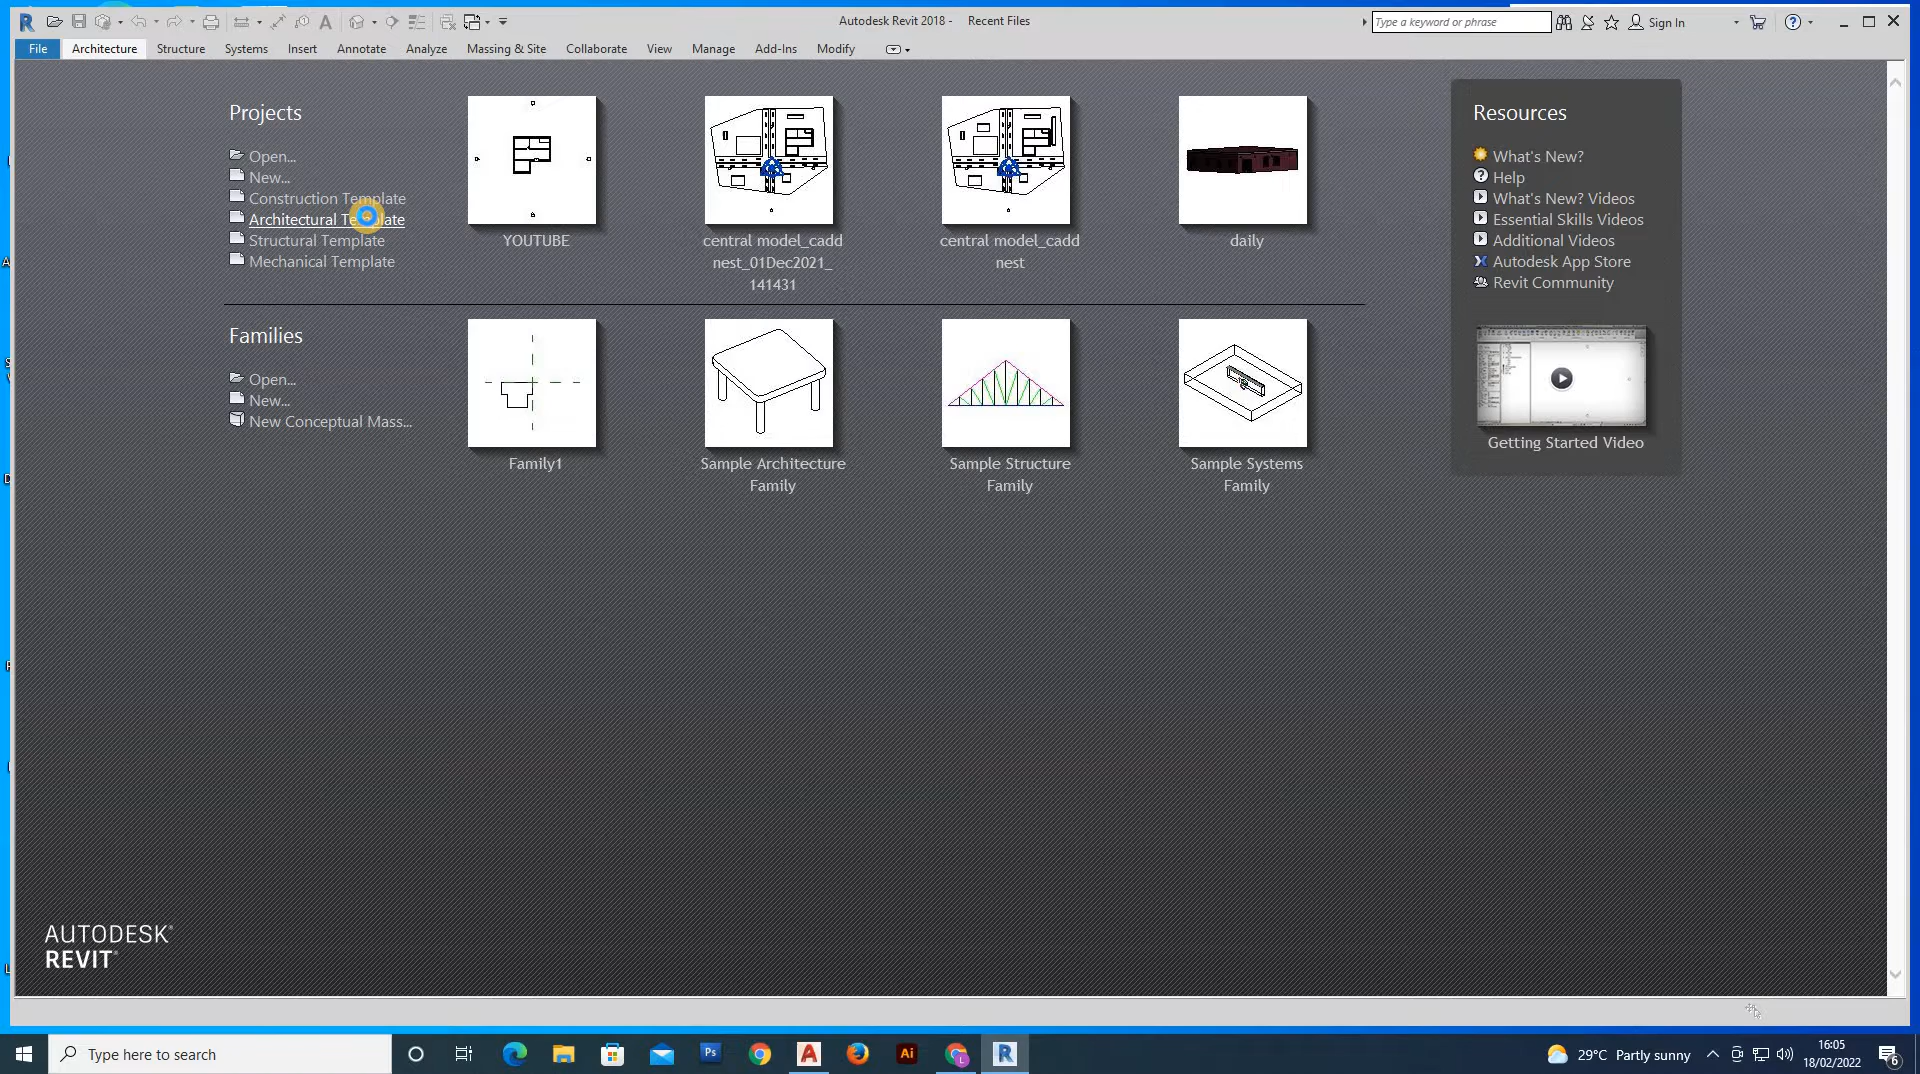 Autodesk Revit 2018 - Recent Files
Type a keyword or phrase
Sign In
File Architecture Structure Systems Insert Annotate Analyze Massing & Site Collaborate View Manage Add-Ins Modify
Projects
Open...
New...
Construction Template
Architectural Template
Structural Template
Mechanical Template
YOUTUBE
central model_cadd
nest_01Dec2021_
141431
central model_cadd
nest
daily
Families
Open...
New...
New Conceptual Mass...
Family1
Sample Architecture
Family
Sample Structure
Family
Sample Systems
Family
Resources
What's New?
Help
What's New? Videos
Essential Skills Videos
Additional Videos
Autodesk App Store
Revit Community
Getting Started Video
AUTODESK®
REVIT®
Type here to search
Ps
Ai
L
29°C Partly sunny
16:05
18/02/2022
6